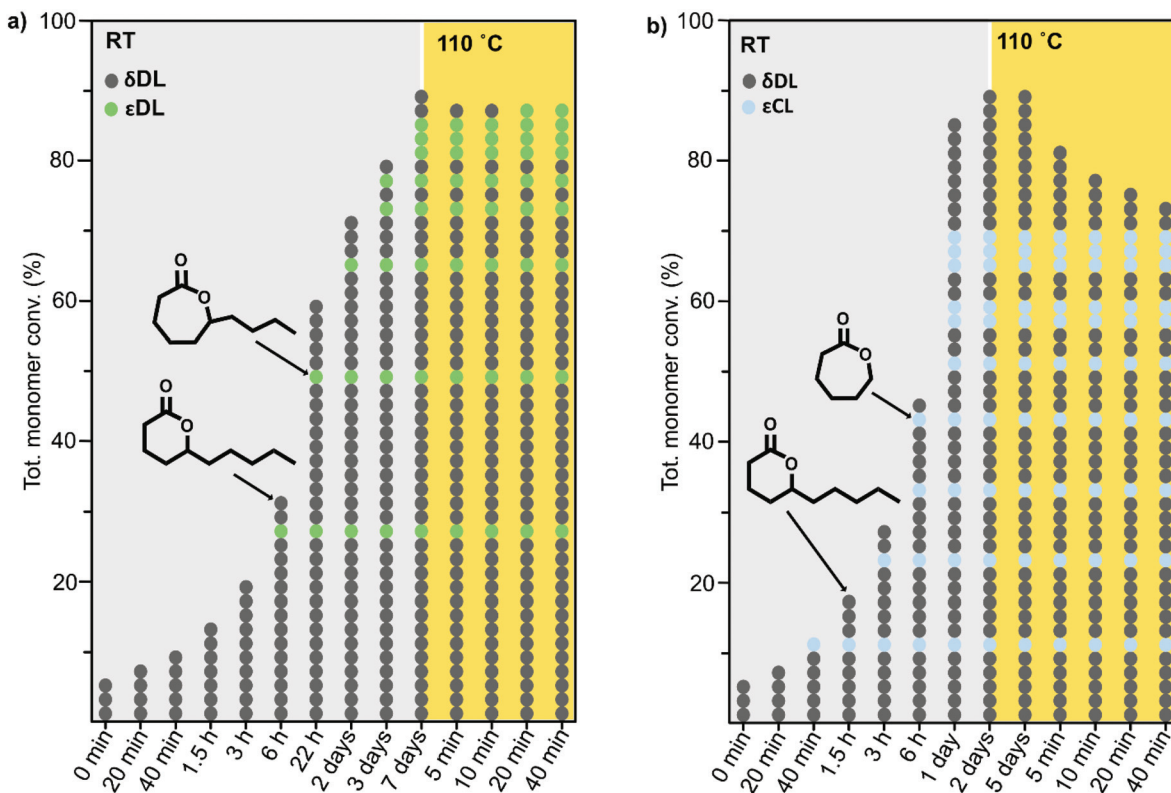 a)
RT
110 ˚C
δDL
εDL
Tot. monomer conv. (%)
100
80
60
40
20
O
O
O
O
0 min
20 min
40 min
1.5 h
3 h
6 h
22 h
2 days
3 days
7 days
5 min
10 min
20 min
40 min
b)
RT
110 ˚C
δDL
εCL
Tot. monomer conv. (%)
100
80
60
40
20
O
O
O
O
0 min
20 min
40 min
1.5 h
3 h
6 h
1 day
2 days
5 days
5 min
10 min
20 min
40 min